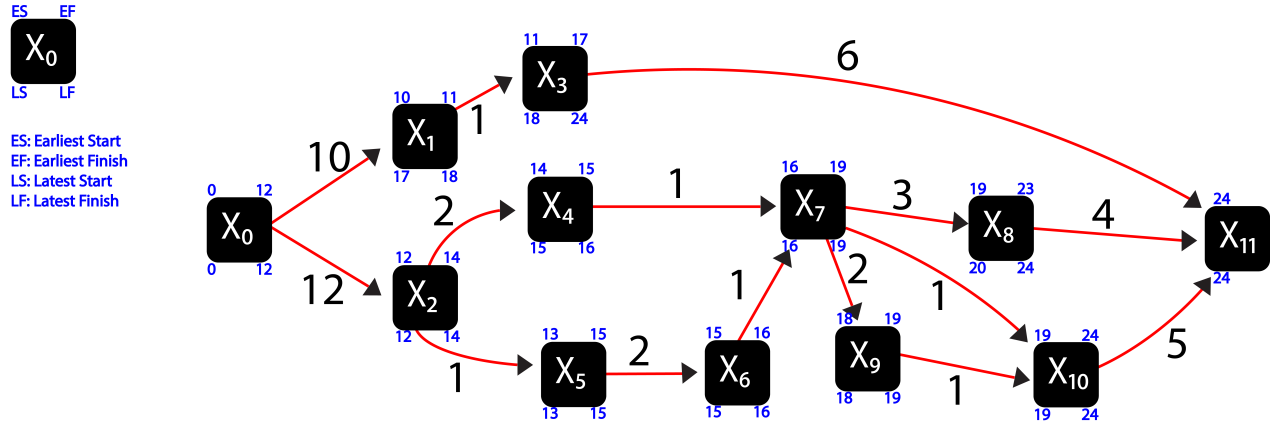 ES EF
X0
LS LF
ES: Earliest Start
EF: Earliest Finish
LS: Latest Start
LF: Latest Finish
0 12
X0
0 12
10
12
10 11
X1
17 18
1
11 17
X3
18 24
6
12 14
X2
12 14
2
1
14 15
X4
15 16
1
13 15
X5
13 15
2
15 16
X6
15 16
1
16 19
X7
16 19
3
2
1
19 23
X8
20 24
4
18 19
X9
18 19
1
19 24
X10
19 24
5
24
X11
24